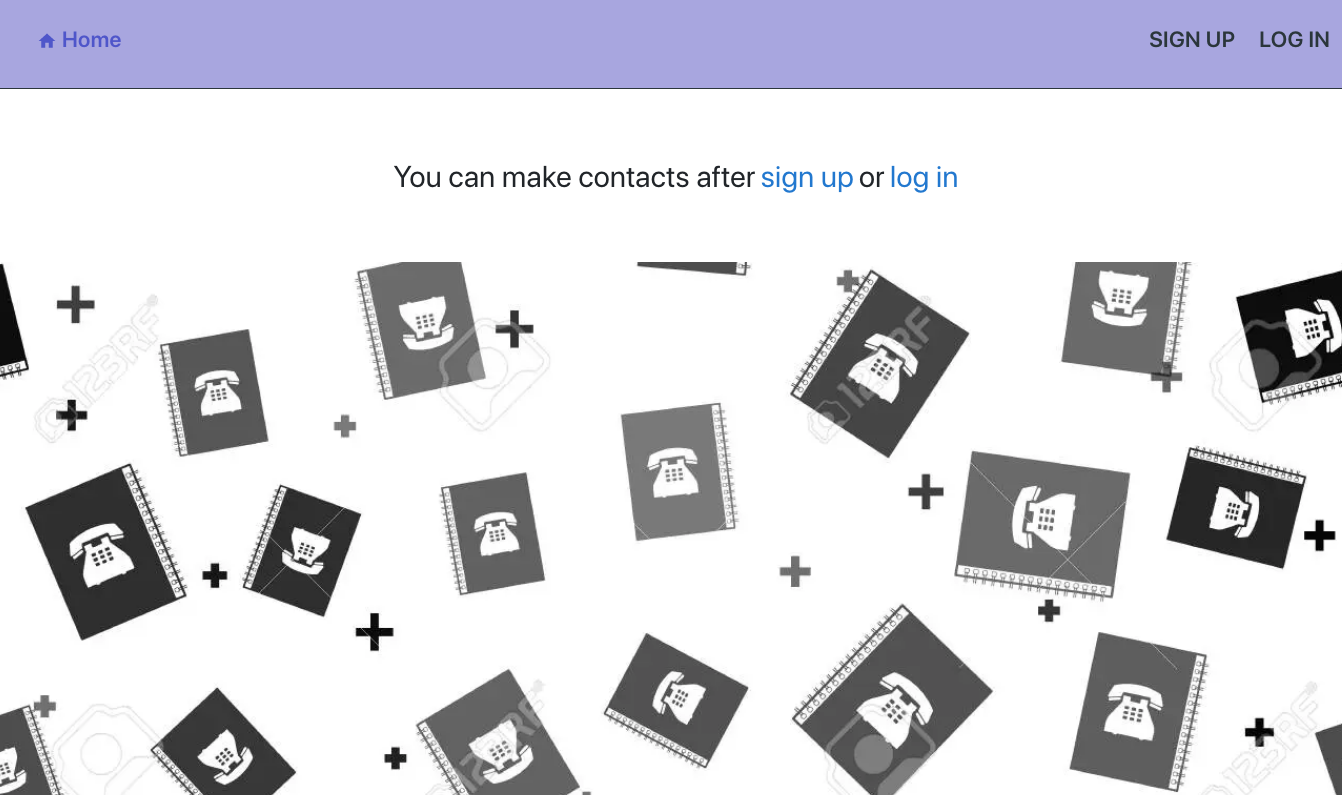 Home
SIGN UP LOG IN
You can make contacts after sign up or log in
123RF
123RF
123RF
123RF